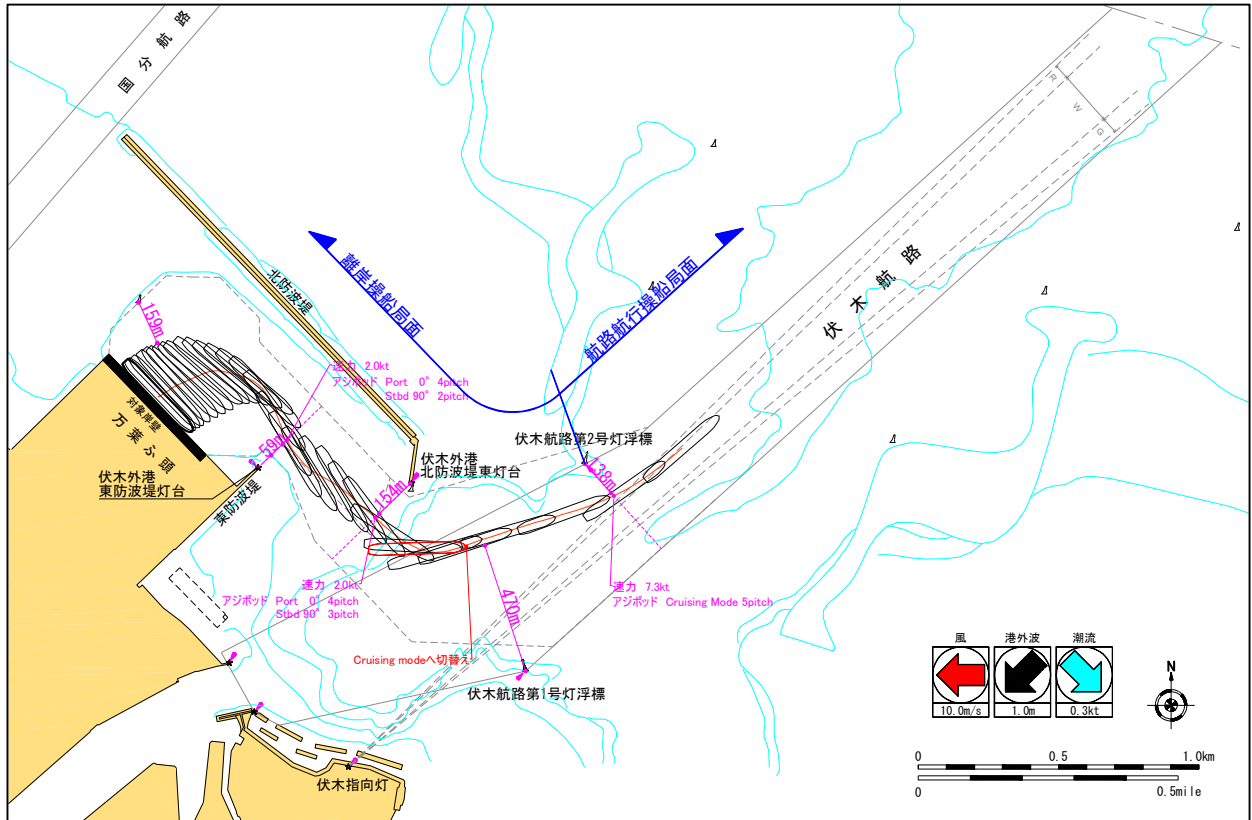 国分航路
R
W
G
離岸操船局面
航路航行操船局面
伏木航路
北防波堤
159m
対象岸壁
万葉ふ頭
速力 2.0kt
アジポッド Port 0° 4pitch
Stbd 90° 2pitch
59m
伏木航路第2号灯浮標
138m
伏木外港
北防波堤東灯台
伏木外港
東防波堤灯台
東防波堤
154m
速力 2.0kt
アジポッド Port 0° 4pitch
Stbd 90° 3pitch
470m
速力 7.3kt
アジポッド Cruising Mode 5pitch
Cruising modeへ切替え
伏木航路第1号灯浮標
伏木指向灯
風 港外波 潮流
10.0m/s 1.0m 0.3kt
N
0 0.5 1.0km
0 0.5mile